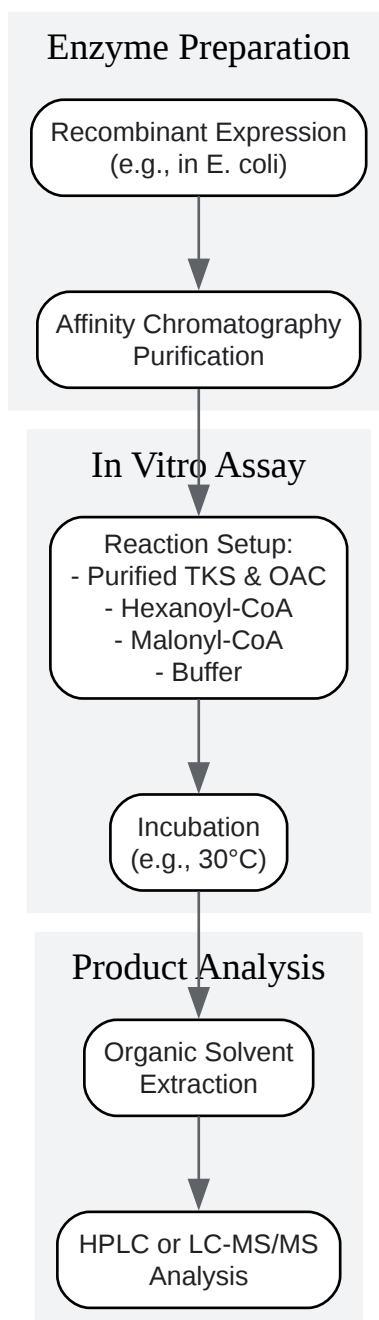 Enzyme Preparation
Recombinant Expression
(e.g., in E. coli)
Affinity Chromatography
Purification
In Vitro Assay
Reaction Setup:
- Purified TKS & OAC
- Hexanoyl-CoA
- Malonyl-CoA
- Buffer
Incubation
(e.g., 30°C)
Product Analysis
Organic Solvent
Extraction
HPLC or LC-MS/MS
Analysis